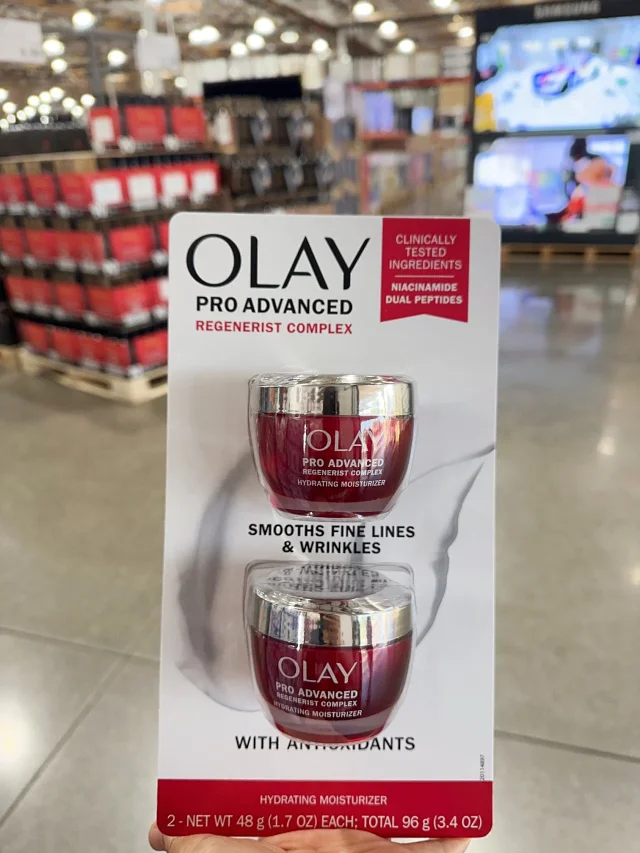 SAMSUNG
OLAY
PRO ADVANCED
REGENERIST COMPLEX
CLINICALLY
TESTED
INGREDIENTS
NIACINAMIDE
DUAL PEPTIDES
OLAY
PRO ADVANCED
REGENERIST COMPLEX
HYDRATING MOISTURIZER
SMOOTHS FINE LINES
& WRINKLES
OLAY
PRO ADVANCED
REGENERIST COMPLEX
HYDRATING MOISTURIZER
WITH ANTIOXIDANTS
HYDRATING MOISTURIZER
2 - NET WT 48 g (1.7 OZ) EACH; TOTAL 96 g (3.4 OZ)